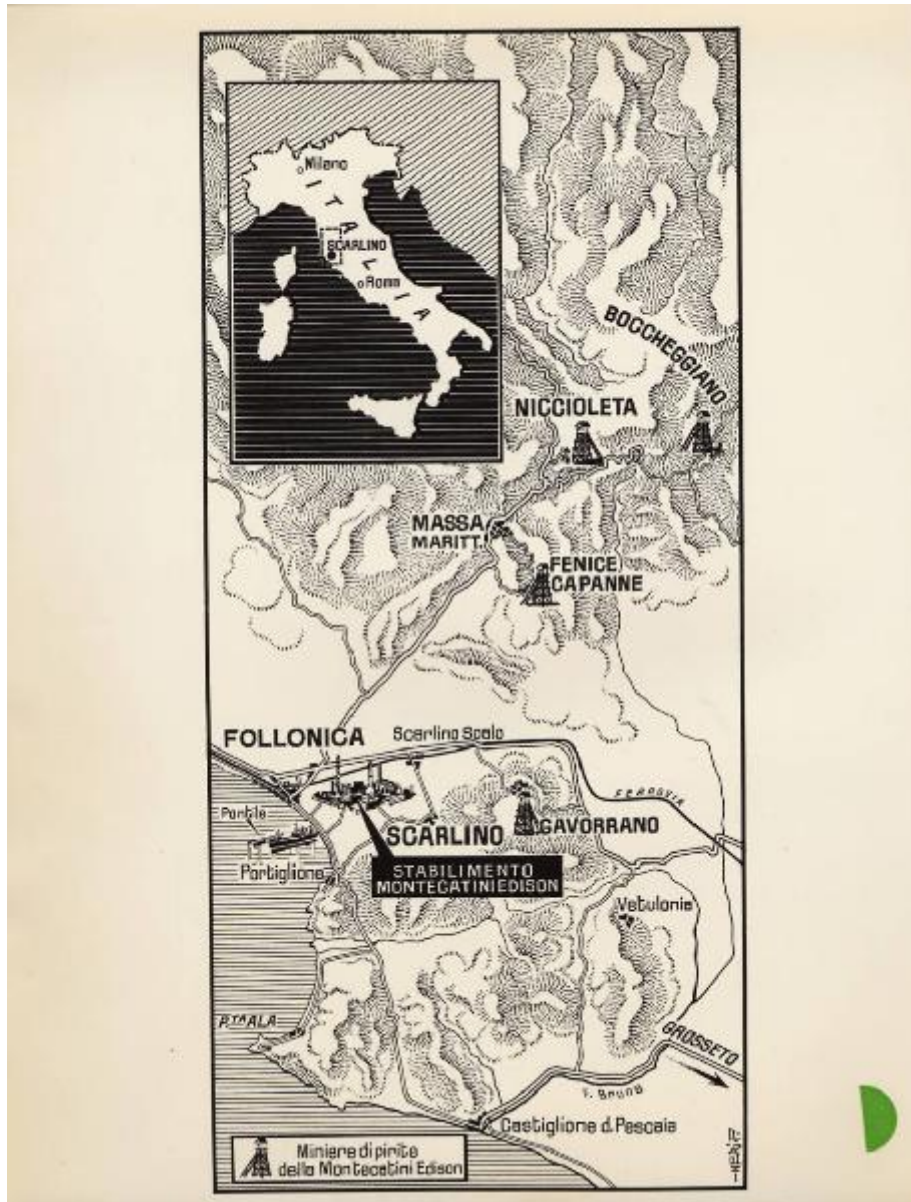 Milano
ITALIA
SCARLINO
Roma
BOCCHEGGIANO
NICCIOLETA
MASSA
MARITT.
FENICE
CAPANNE
FOLLONICA
Scarlino Scalo
FERROVIA
Pontile
SCARLINO
GAVORRANO
Portiglione
STABILIMENTO
MONTECATINI EDISON
Vetulonia
P.TA ALA
GROSSETO
F. Bruna
Castiglione d. Pescaia
Miniere di pirite
della Montecatini Edison